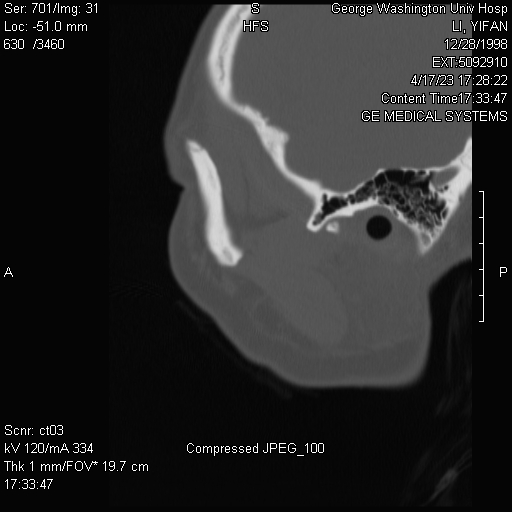 Ser: 701/Img: 31
Loc: -51.0 mm
630 /3460
S
HFS
George Washington Univ Hosp
LI, YIFAN
12/28/1998
EXT:5092910
4/17/23 17:28:22
Content Time17:33:47
GE MEDICAL SYSTEMS
A
P
Scnr: ct03
kV 120/mA 334
Thk 1 mm/FOV* 19.7 cm
17:33:47
Compressed JPEG_100